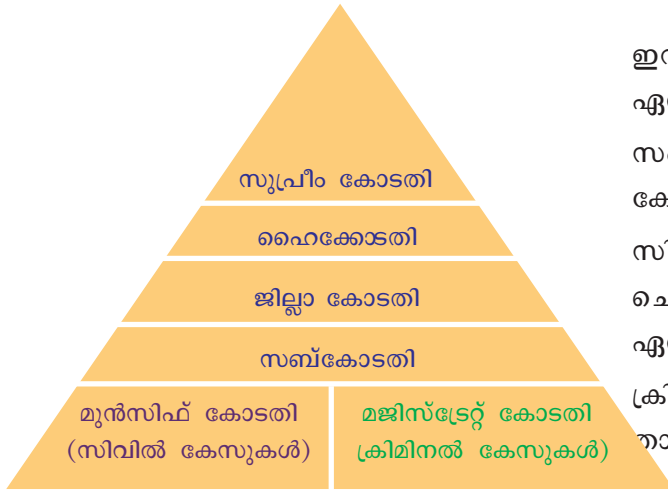 സുപ്രീം കോടതി
ഹൈക്കോടതി
ജില്ലാ കോടതി
സബ്കോടതി
മുൻസിഫ് കോടതി
(സിവിൽ കേസുകൾ)
മജിസ്ട്രേറ്റ് കോടതി
ക്രിമിനൽ കേസുകൾ)